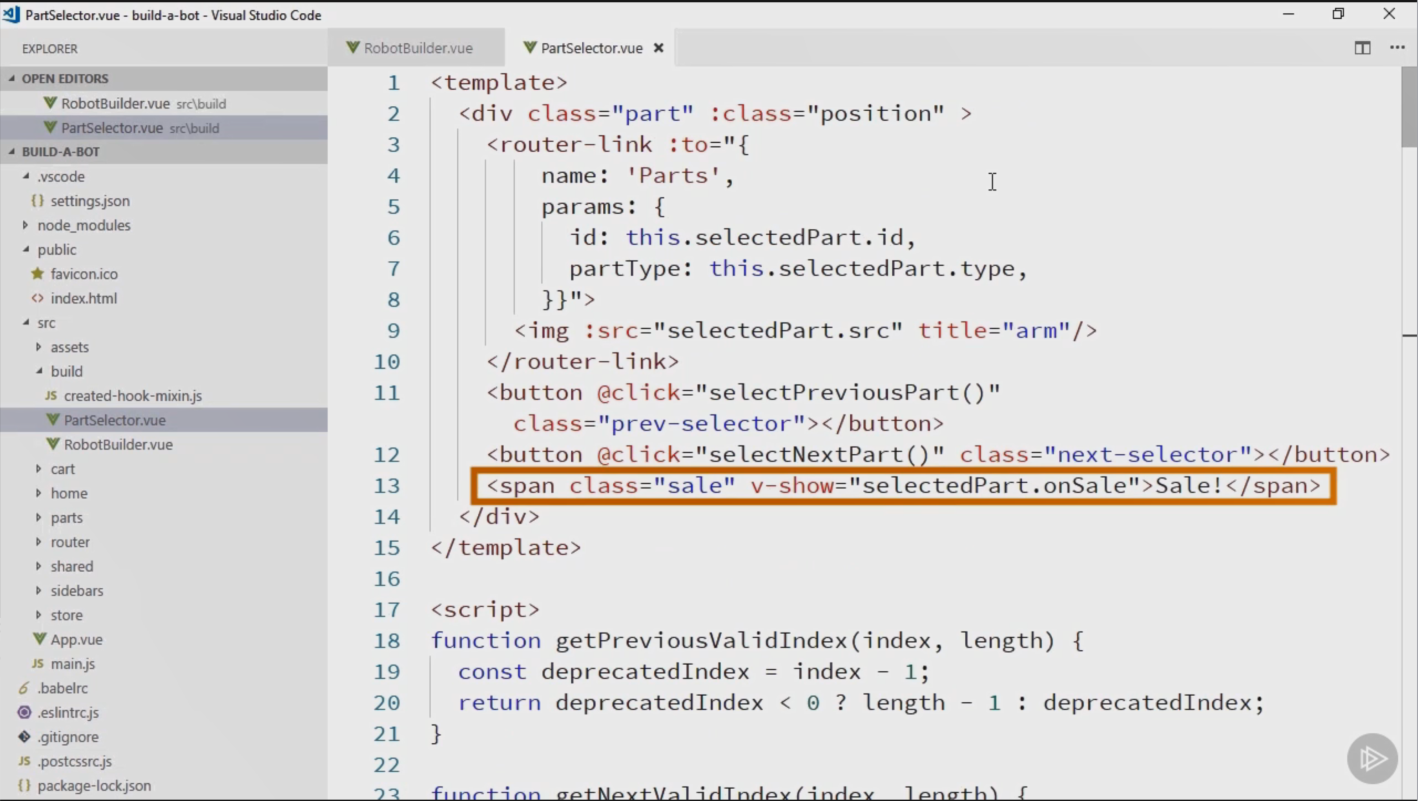 PartSelector.vue - build-a-bot - Visual Studio Code
EXPLORER
OPEN EDITORS
RobotBuilder.vue src\build
PartSelector.vue src\build
BUILD-A-BOT
.vscode
{} settings.json
node_modules
public
favicon.ico
<> index.html
src
assets
build
JS created-hook-mixin.js
PartSelector.vue
RobotBuilder.vue
cart
home
parts
router
shared
sidebars
store
App.vue
JS main.js
6 .babelrc
.eslintrc.js
.gitignore
JS .postcssrc.js
{} package-lock.json
RobotBuilder.vue PartSelector.vue
1 <template>
2 <div class="part" :class="position" >
3 <router-link :to="{
4 name: 'Parts',
5 params: {
6 id: this.selectedPart.id,
7 partType: this.selectedPart.type,
8 }}">
9 <img :src="selectedPart.src" title="arm"/>
10 </router-link>
11 <button @click="selectPreviousPart()"
class="prev-selector"></button>
12 <button @click="selectNextPart()" class="next-selector"></button>
13 <span class="sale" v-show="selectedPart.onSale">Sale!</span>
14 </div>
15 </template>
16
17 <script>
18 function getPreviousValidIndex(index, length) {
19 const deprecatedIndex = index - 1;
20 return deprecatedIndex < 0 ? length - 1 : deprecatedIndex;
21 }
22
23 function getNextValidIndex(index, length) {